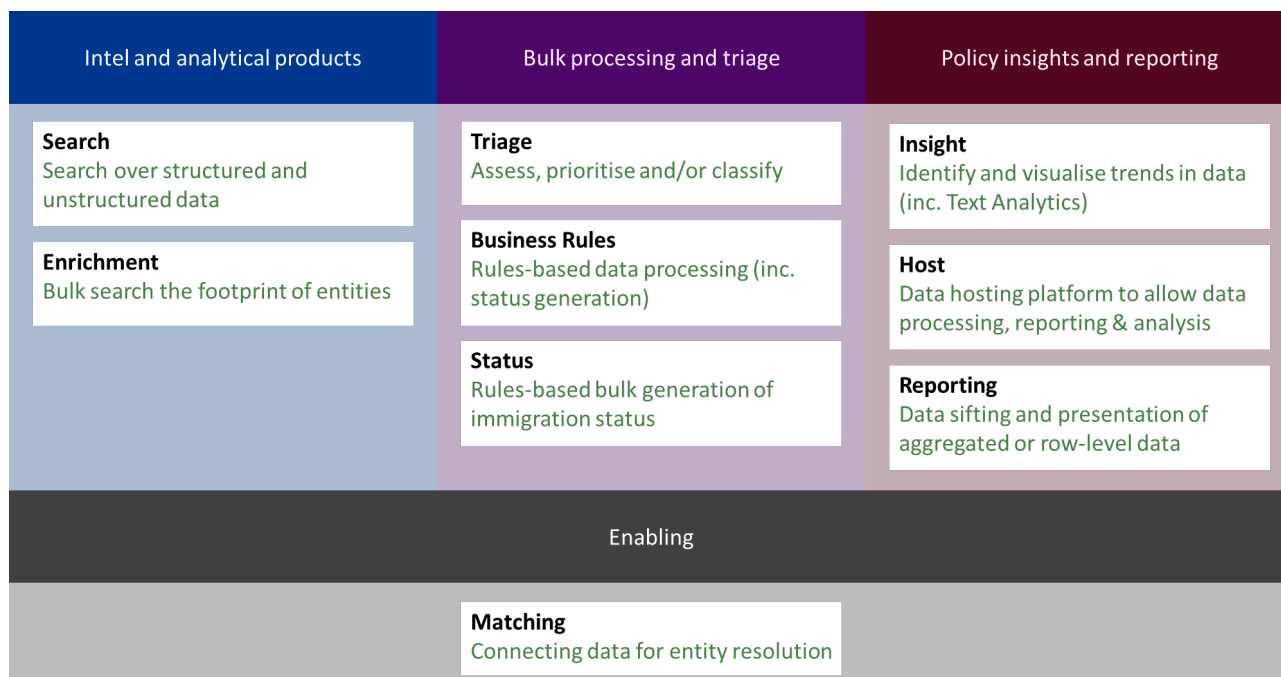 Intel and analytical products
Search
Search over structured and
unstructured data
Enrichment
Bulk search the footprint of entities
Bulk processing and triage
Triage
Assess, prioritise and/or classify
Business Rules
Rules-based data processing (inc.
status generation)
Status
Rules-based bulk generation of
immigration status
Policy insights and reporting
Insight
Identify and visualise trends in data
(inc. Text Analytics)
Host
Data hosting platform to allow data
processing, reporting & analysis
Reporting
Data sifting and presentation of
aggregated or row-level data
Enabling
Matching
Connecting data for entity resolution